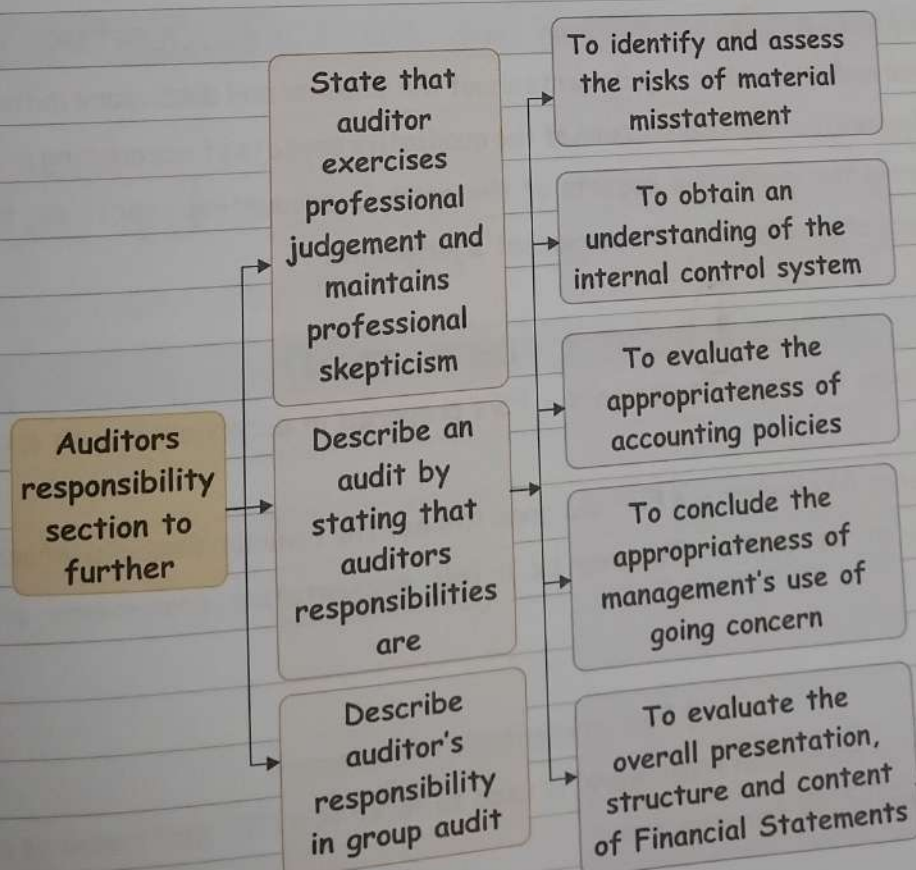 Auditors
responsibility
section to
further
State that
auditor
exercises
professional
judgement and
maintains
professional
skepticism
Describe an
audit by
stating that
auditors
responsibilities
are
Describe
auditor's
responsibility
in group audit
To identify and assess
the risks of material
misstatement
To obtain an
understanding of the
internal control system
To evaluate the
appropriateness of
accounting policies
To conclude the
appropriateness of
management's use of
going concern
To evaluate the
overall presentation,
structure and content
of Financial Statements